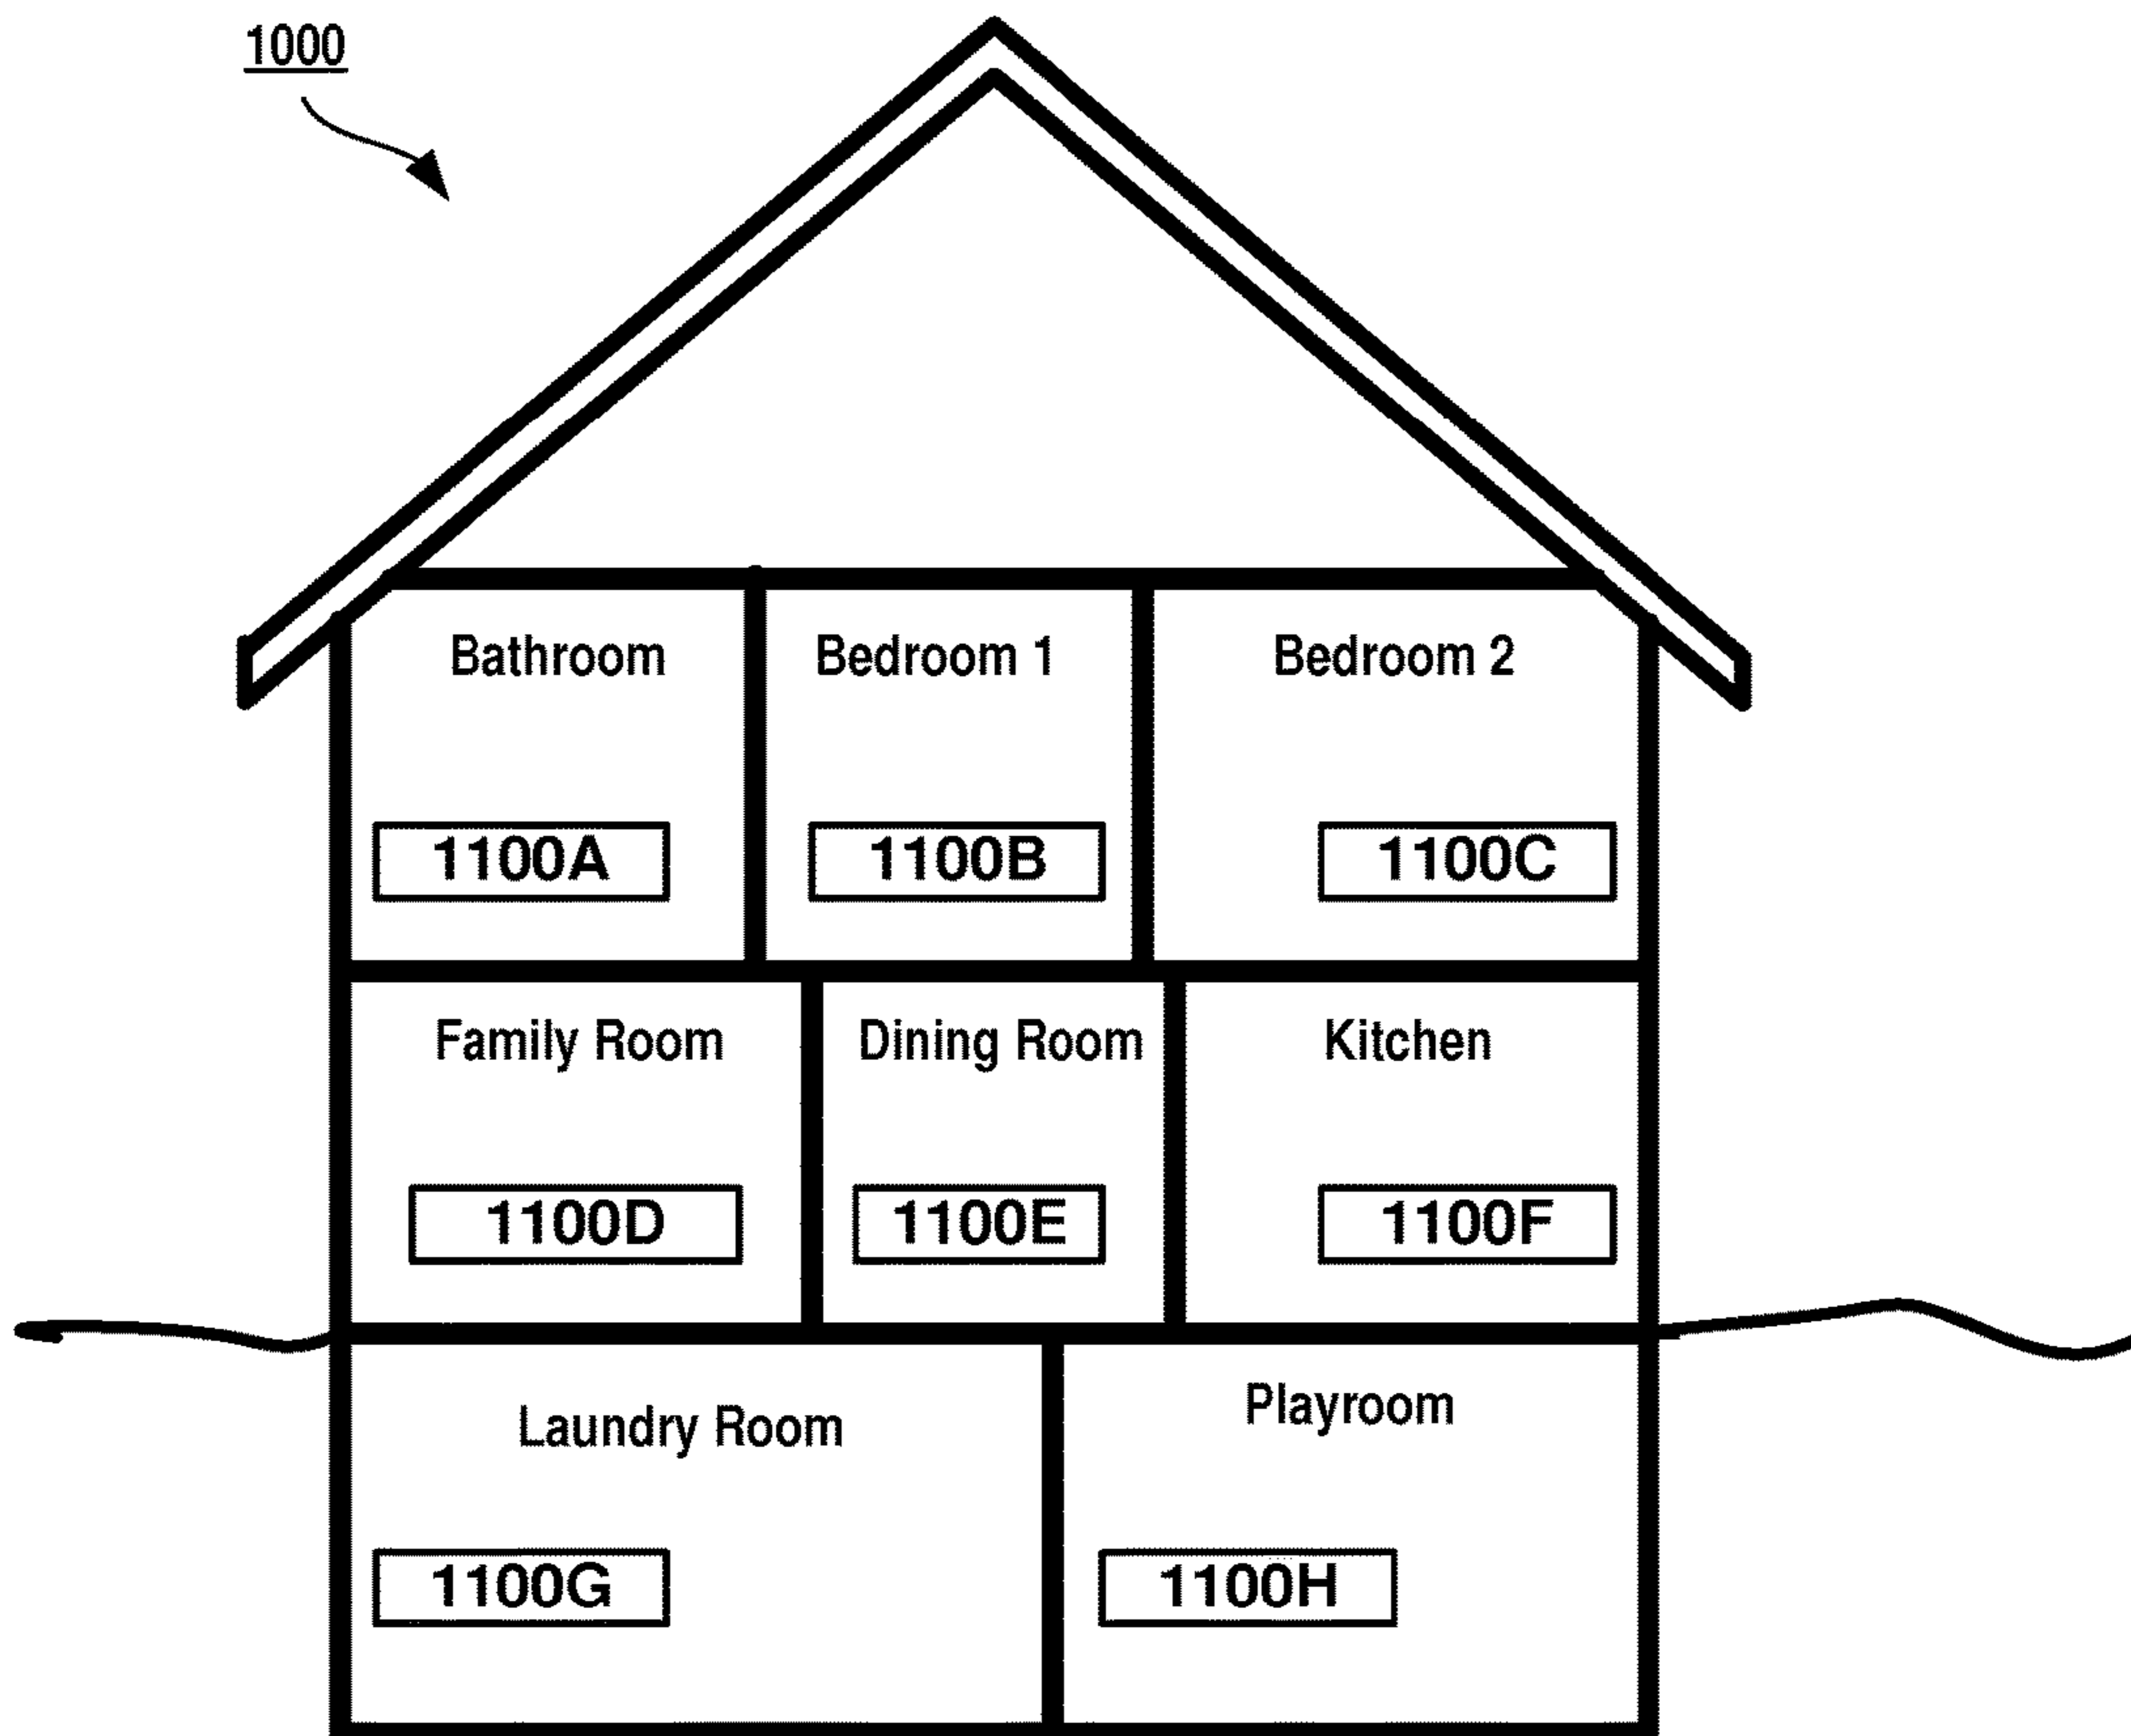 1000
Bathroom
Bedroom 1
Bedroom 2
1100A
1100B
1100C
Family Room
Dining Room
Kitchen
1100D
1100E
1100F
Laundry Room
Playroom
1100G
1100H